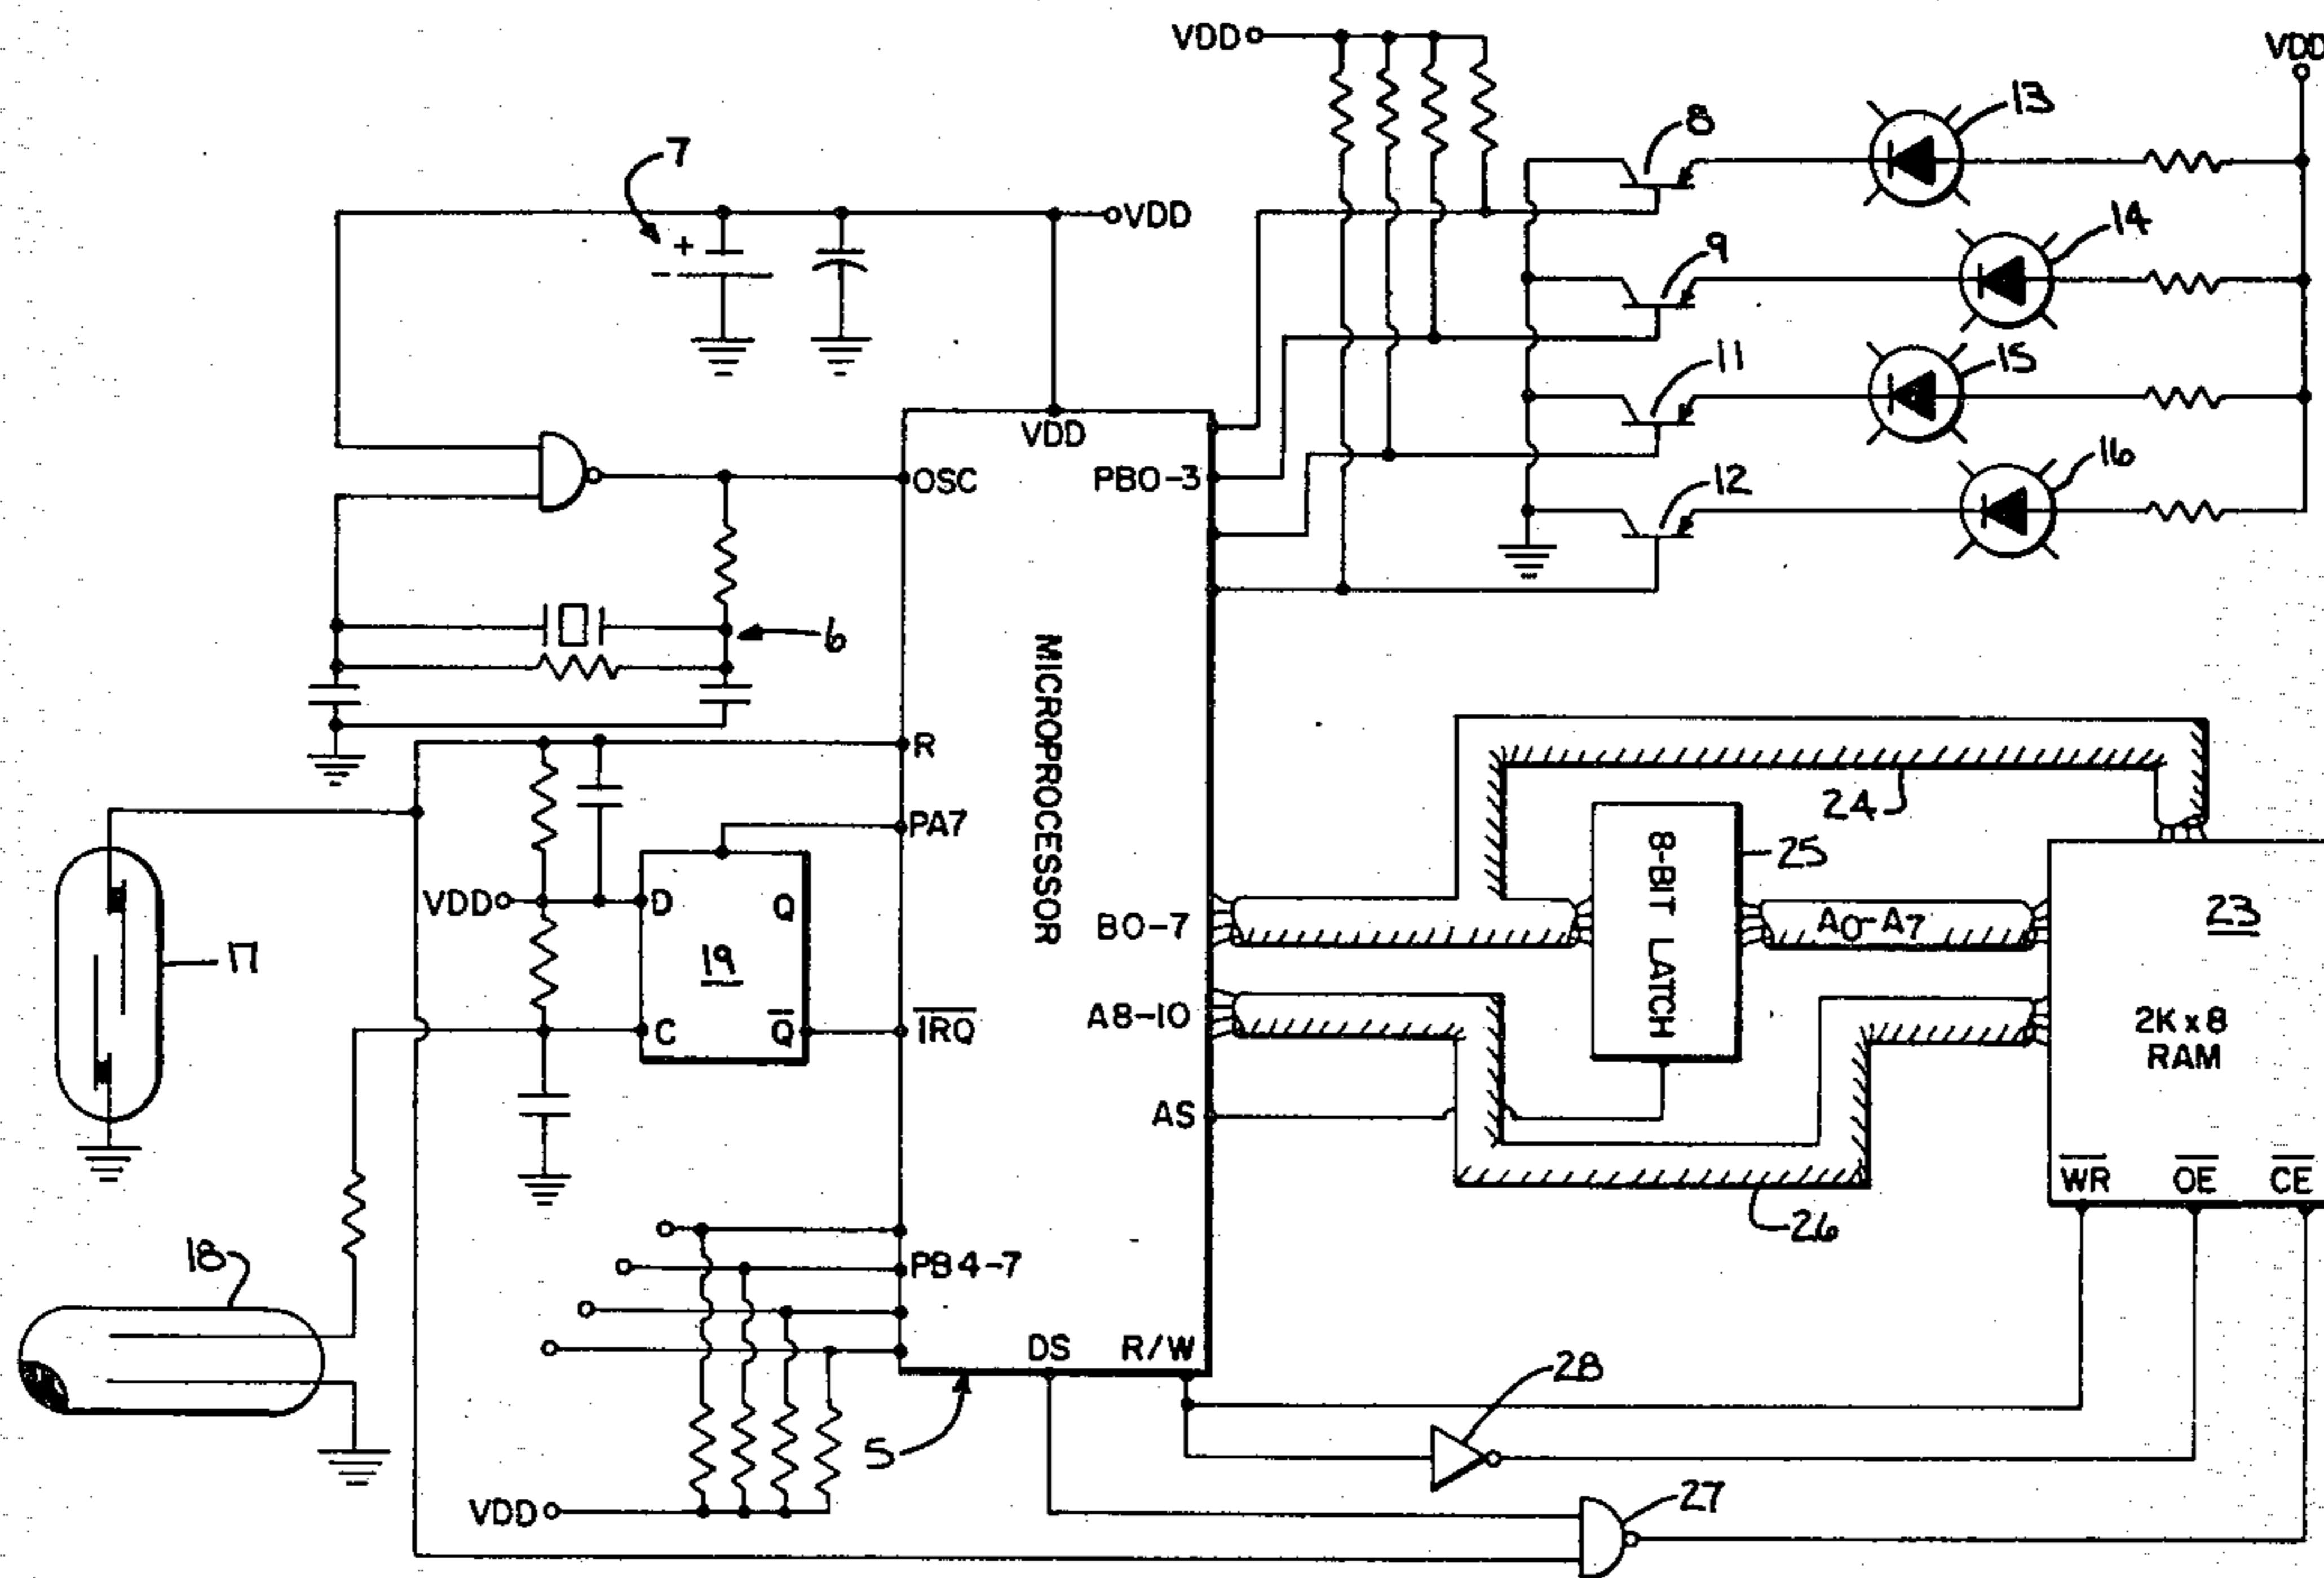 VDD
VDD
13
8
7
14
VDD
9
+
-
11
15
VDD
OSC
PB0-3
12
16
6
MICROPROCESSOR
R
24
PA7
8-BIT LATCH
25
VDD
D
Q
B0-7
A0-A7
23
17
19
C
Q
IRQ
A8-10
2K x 8
RAM
AS
WR
OE
CE
26
18
PB4-7
DS
R/W
28
5
27
VDD